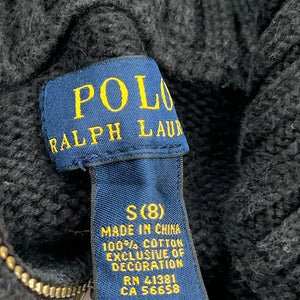 POLO
RALPH LAU
S(8)
MADE IN CHINA
100% COTTON
EXCLUSIVE OF
DECORATION
RN 41381
CA 56658